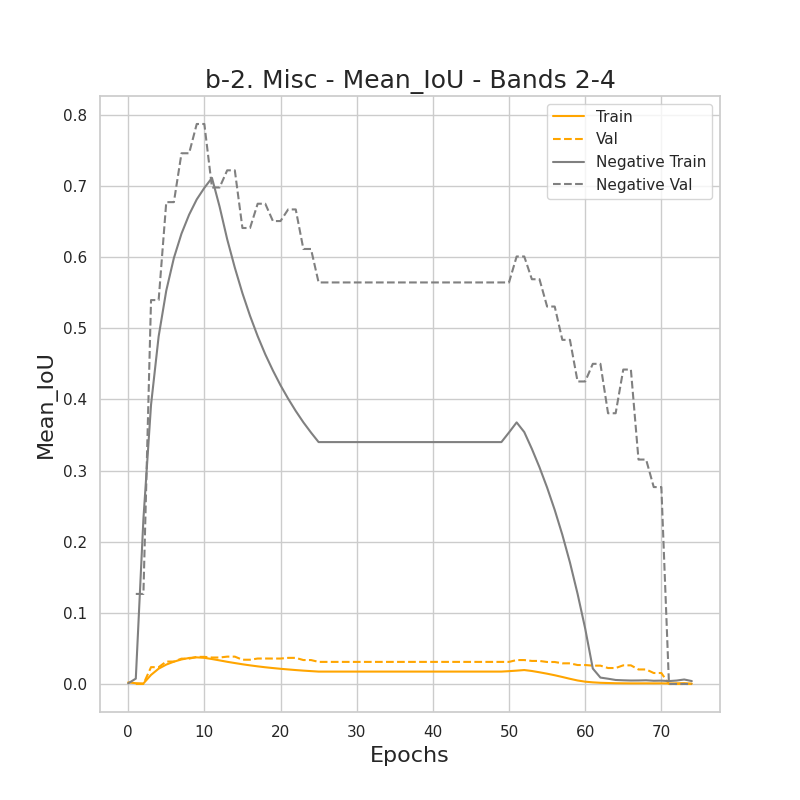 b-2. Misc - Mean_IoU - Bands 2-4
Train
Val
Negative Train
Negative Val
Mean_IoU
0.8
0.7
0.6
0.5
0.4
0.3
0.2
0.1
0.0
0 10 20 30 40 50 60 70
Epochs